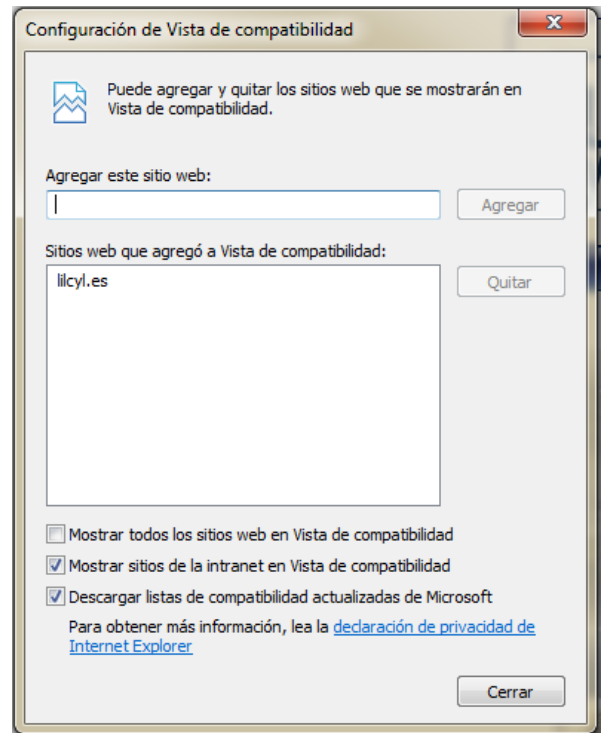 Configuración de Vista de compatibilidad
Puede agregar y quitar los sitios web que se mostrarán en
Vista de compatibilidad.
Agregar este sitio web:
Agregar
Sitios web que agregó a Vista de compatibilidad:
lilcyl.es
Quitar
Mostrar todos los sitios web en Vista de compatibilidad
Mostrar sitios de la intranet en Vista de compatibilidad
Descargar listas de compatibilidad actualizadas de Microsoft
Para obtener más información, lea la declaración de privacidad de
Internet Explorer
Cerrar